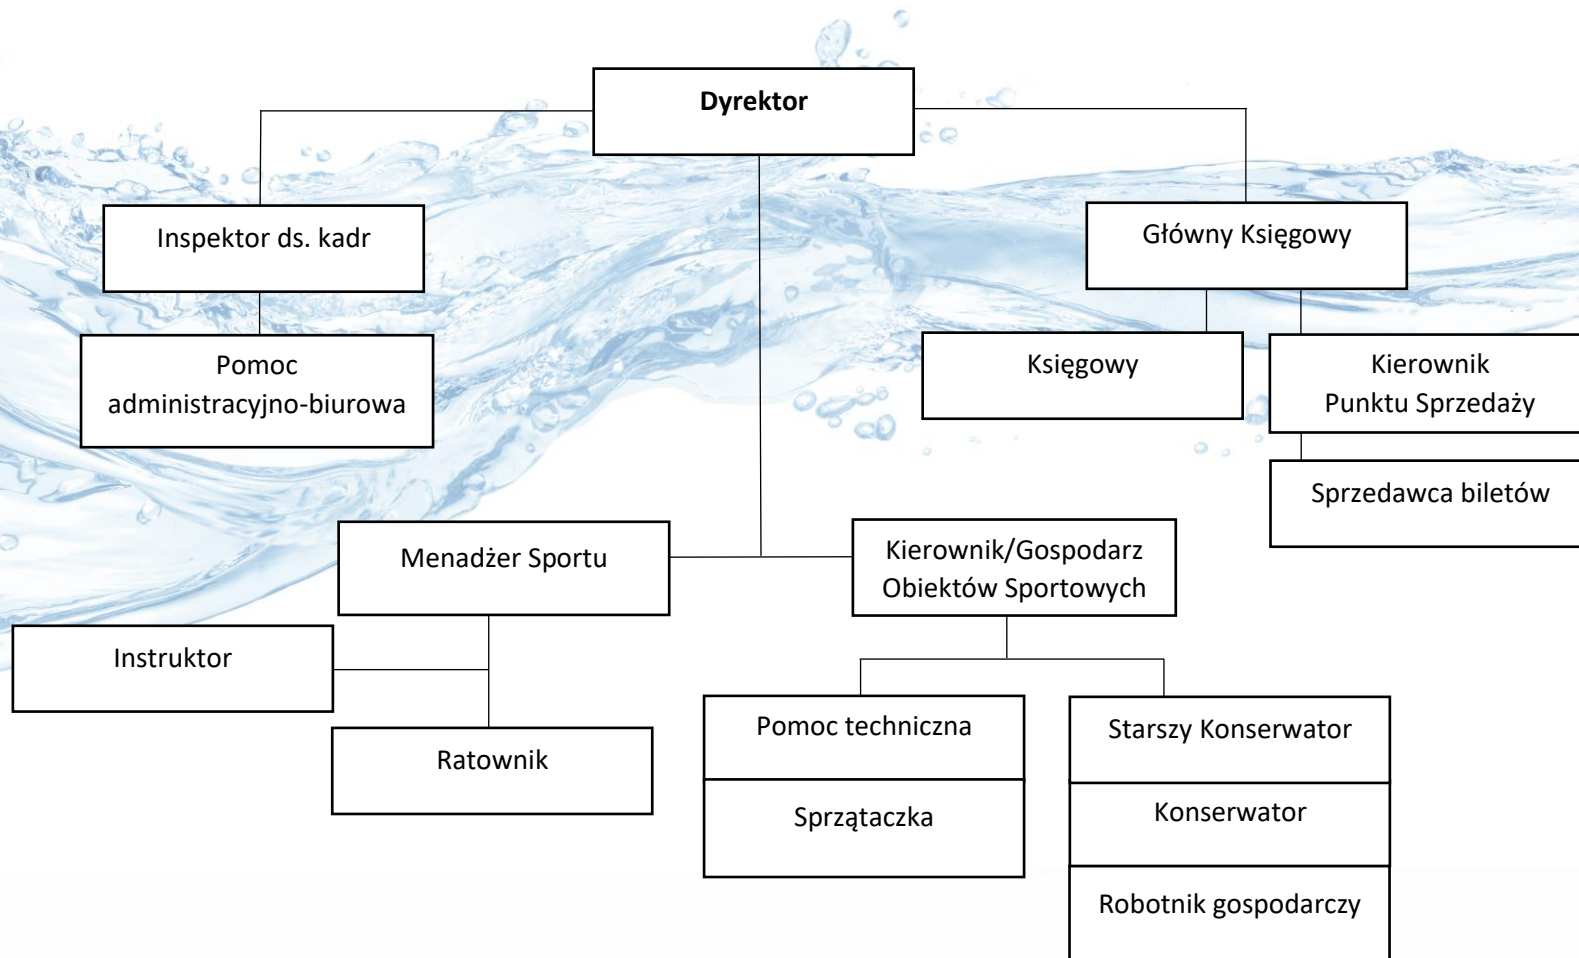 Dyrektor
Inspektor ds. kadr
Główny Księgowy
Pomoc
administracyjno-biurowa
Księgowy
Kierownik
Punktu Sprzedaży
Sprzedawca biletów
Menadżer Sportu
Kierownik/Gospodarz
Obiektów Sportowych
Instruktor
Ratownik
Pomoc techniczna
Sprzątaczka
Starszy Konserwator
Konserwator
Robotnik gospodarczy